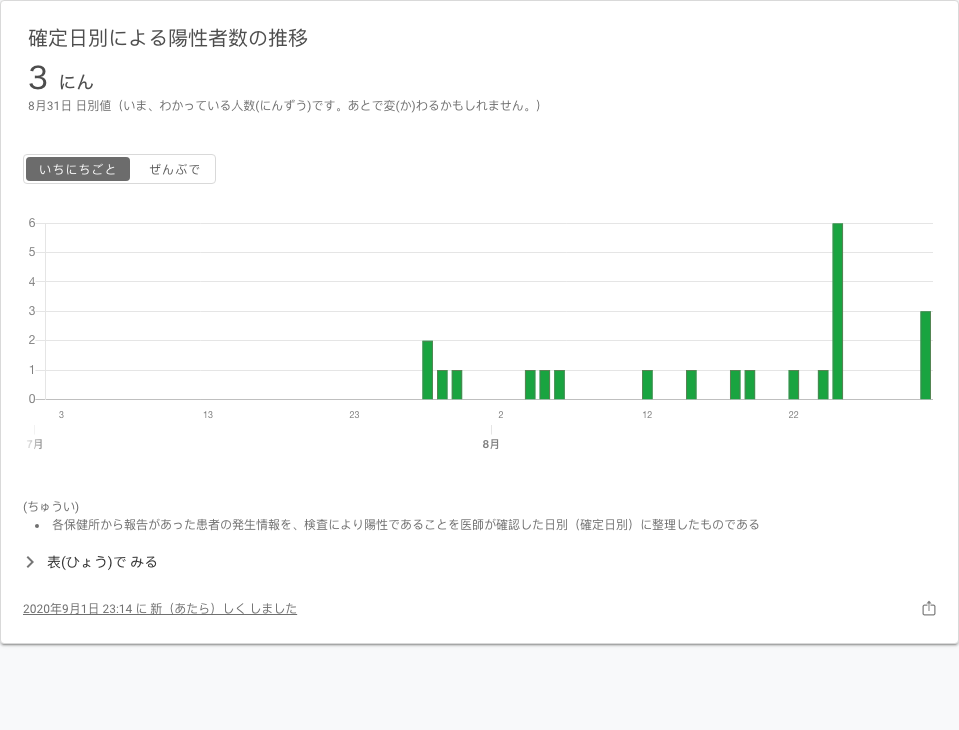 確定日別による陽性者数の推移
3 にん
8月31日 日別値（いま、わかっている人数(にんずう)です。あとで変(か)わるかもしれません。）
いちにちごと ぜんぶで
6
5
4
3
2
1
0
3 13 23 2 12 22
7月 8月
(ちゅうい)
• 各保健所から報告があった患者の発生情報を、検査により陽性であることを医師が確認した日別（確定日別）に整理したものである
表(ひょう)で みる
2020年9月1日 23:14 に 新（あたら）しく しました